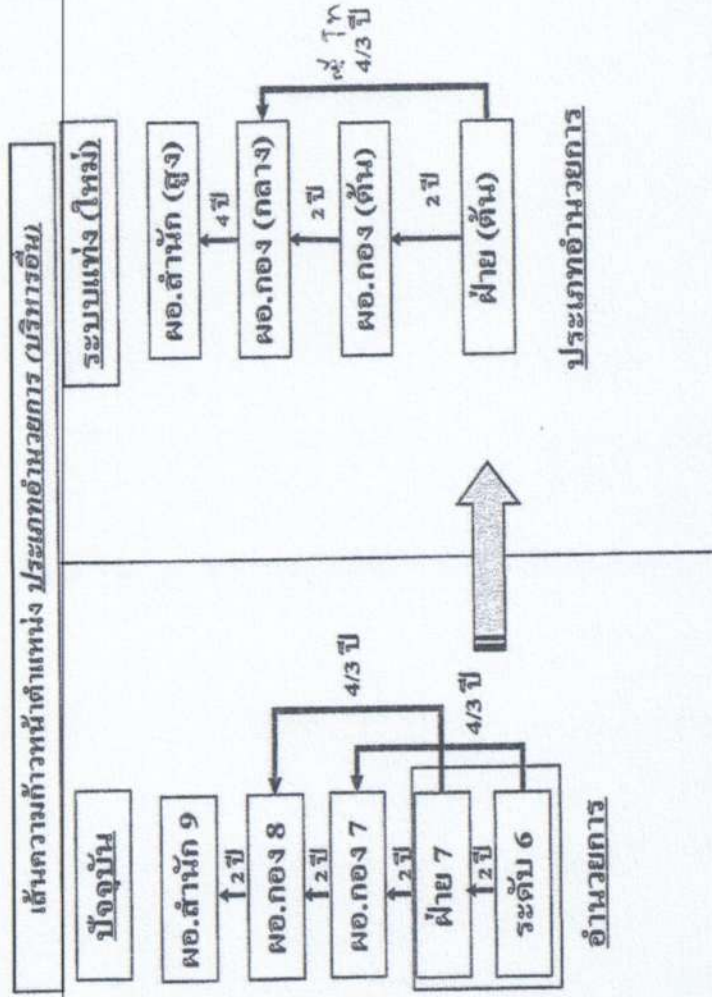 เส้นความก้าวหน้าตำแหน่ง ประเภทอำนวยการ (บริหารอื่น)
ปัจจุบัน
ผอ.สำนัก 9
2 ปี
ผอ.กอง 8
2 ปี
ผอ.กอง 7
2 ปี
ฝ่าย 7
2 ปี
ระดับ 6
4/3 ปี
4/3 ปี
อำนวยการ
ระบบแท่ง (ใหม่)
ผอ.สำนัก (สูง)
4 ปี
ผอ.กอง (กลาง)
2 ปี
ผอ.กอง (ต้น)
2 ปี
ฝ่าย (ต้น)
4/3 ปี
ประเภทอำนวยการ